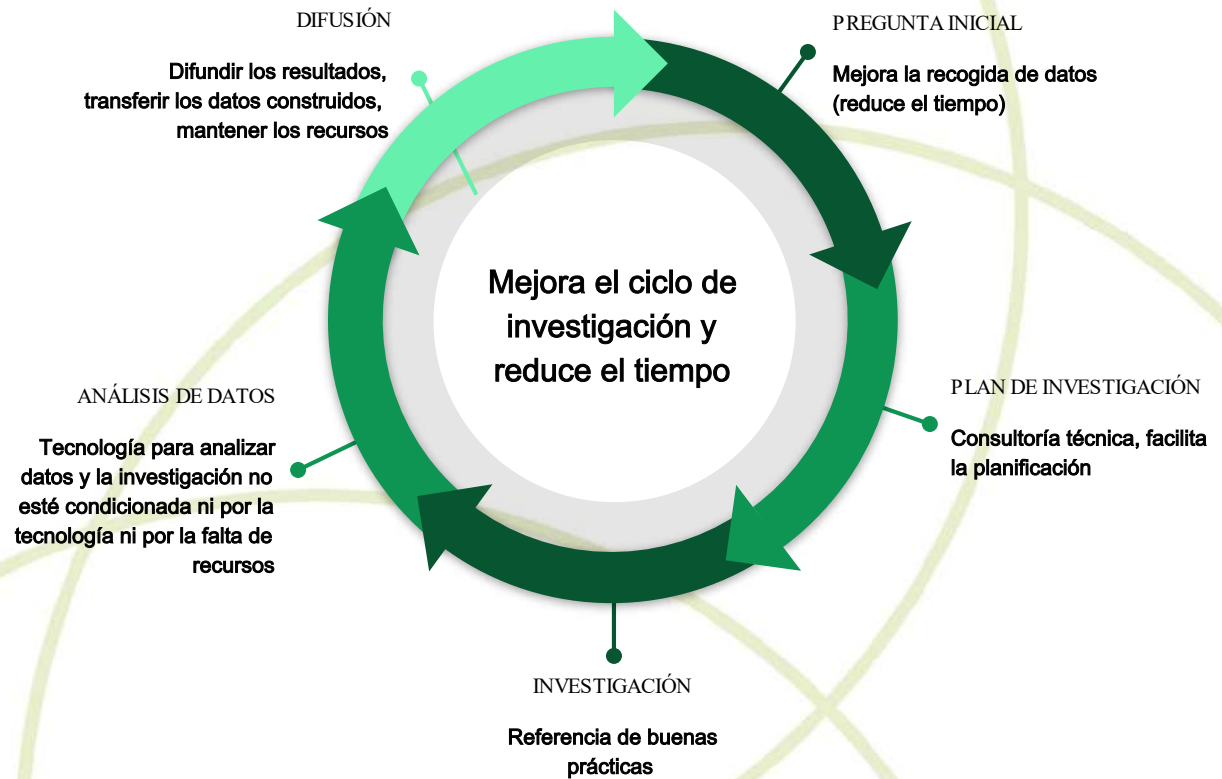 DIFUSIÓN
Difundir los resultados,
transferir los datos construidos,
mantener los recursos
PREGUNTA INICIAL
Mejora la recogida de datos
(reduce el tiempo)
Mejora el ciclo de
investigación y
reduce el tiempo
PLAN DE INVESTIGACIÓN
Consultoría técnica, facilita
la planificación
ANÁLISIS DE DATOS
Tecnología para analizar
datos y la investigación no
esté condicionada ni por la
tecnología ni por la falta de
recursos
INVESTIGACIÓN
Referencia de buenas
prácticas